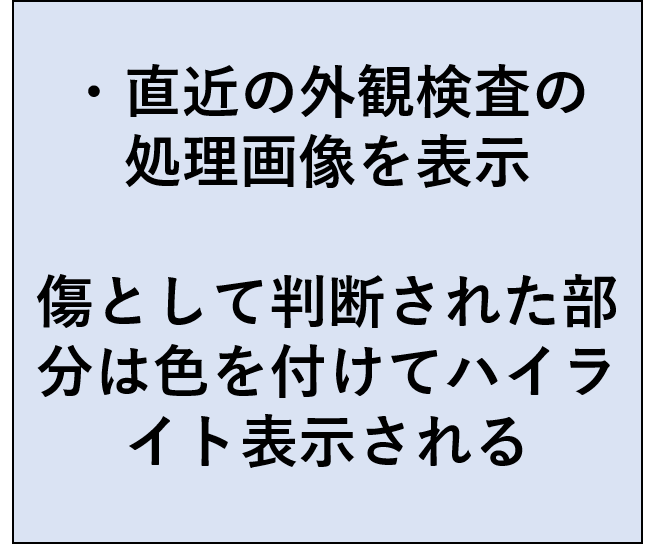 ・直近の外観検査の
処理画像を表示
傷として判断された部
分は色を付けてハイラ
イト表示される